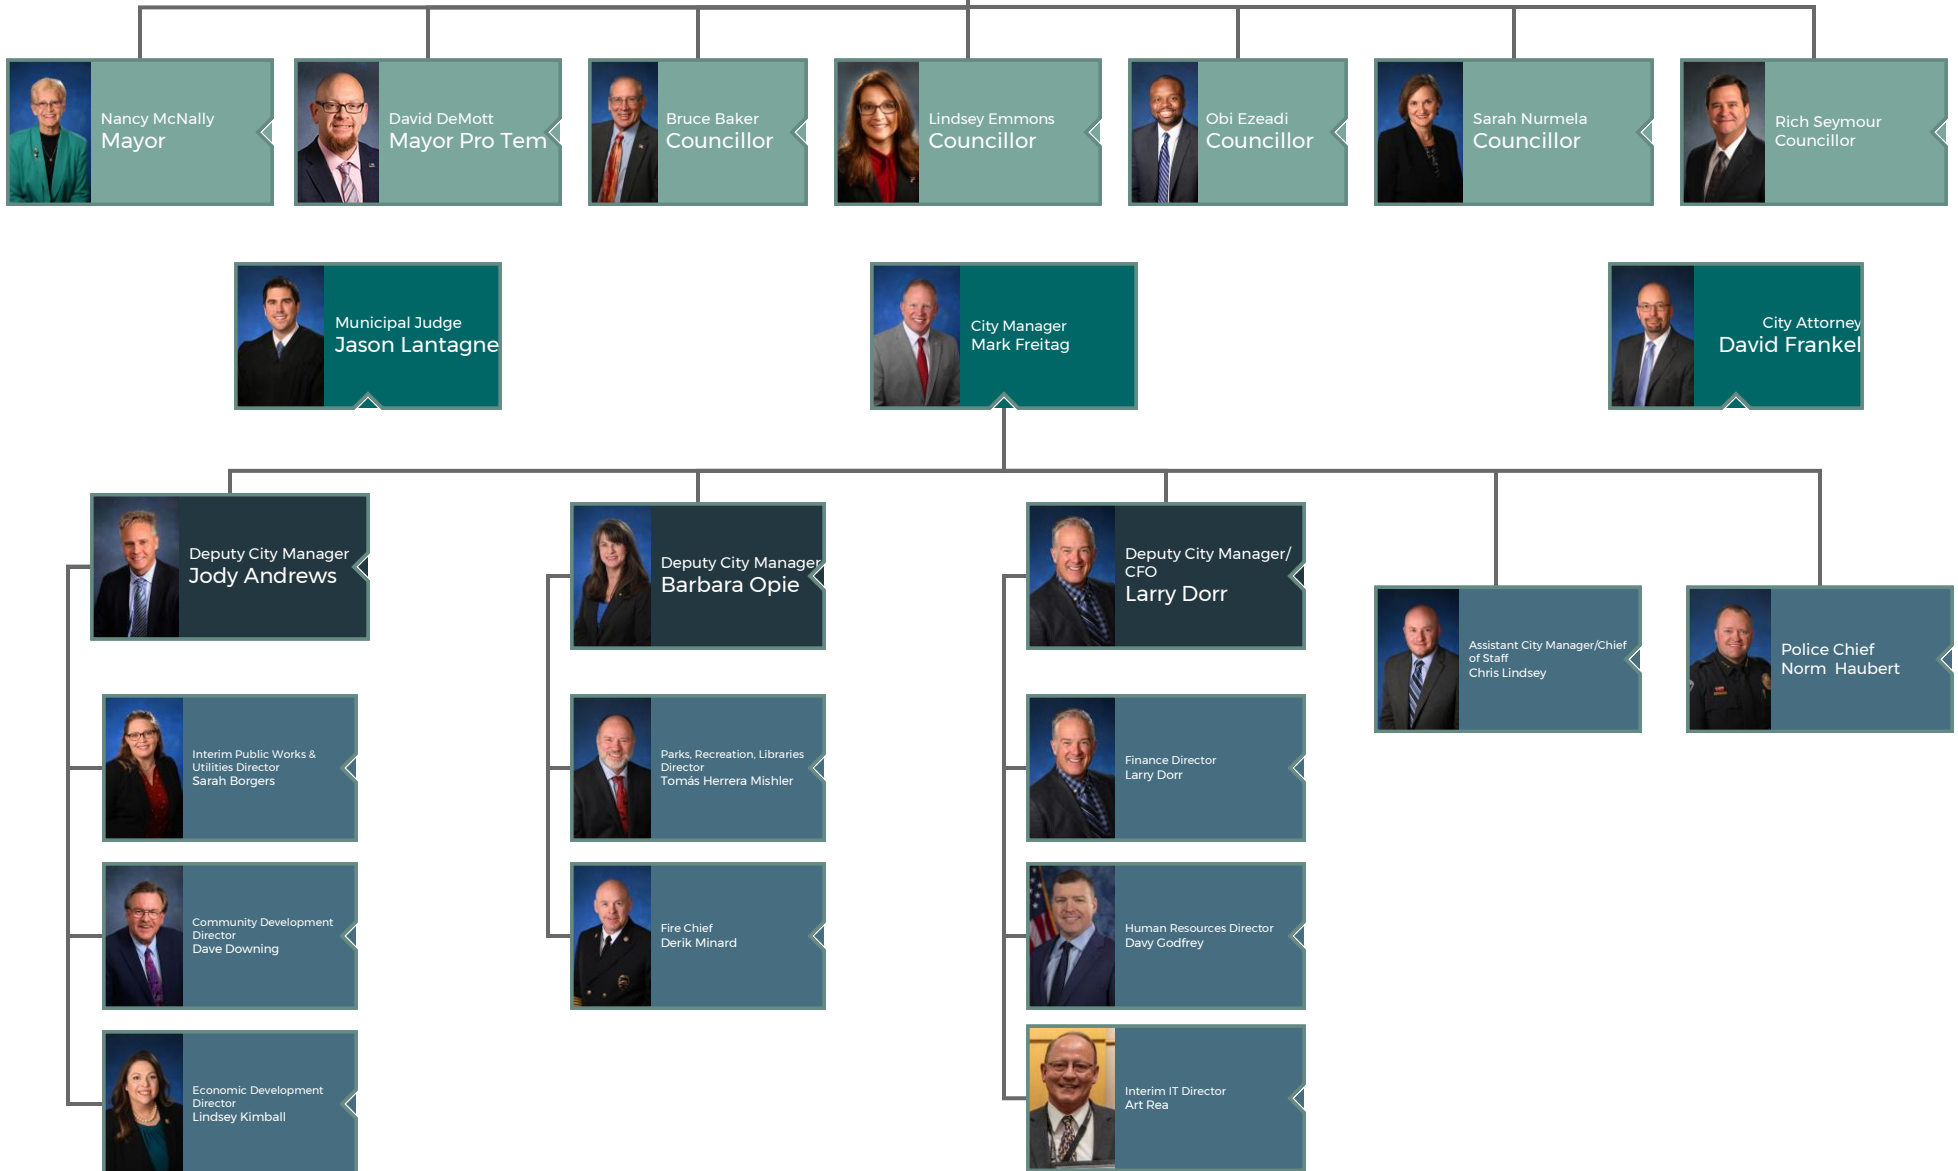 Nancy McNally
Mayor
David DeMott
Mayor Pro Tem
Bruce Baker
Councillor
Lindsey Emmons
Councillor
Obi Ezeadi
Councillor
Sarah Nurmela
Councillor
Rich Seymour
Councillor
Municipal Judge
Jason Lantagne
City Manager
Mark Freitag
City Attorney
David Frankel
Deputy City Manager
Jody Andrews
Deputy City Manager
Barbara Opie
Deputy City Manager/
CFO
Larry Dorr
Assistant City Manager/Chief
of Staff
Chris Lindsey
Police Chief
Norm  Haubert
Interim Public Works &
Utilities Director
Sarah Borgers
Parks, Recreation, Libraries
Director
Tomás Herrera Mishler
Finance Director
Larry Dorr
Community Development
Director
Dave Downing
Fire Chief
Derik Minard
Human Resources Director
Davy Godfrey
Economic Development
Director
Lindsey Kimball
Interim IT Director
Art Rea